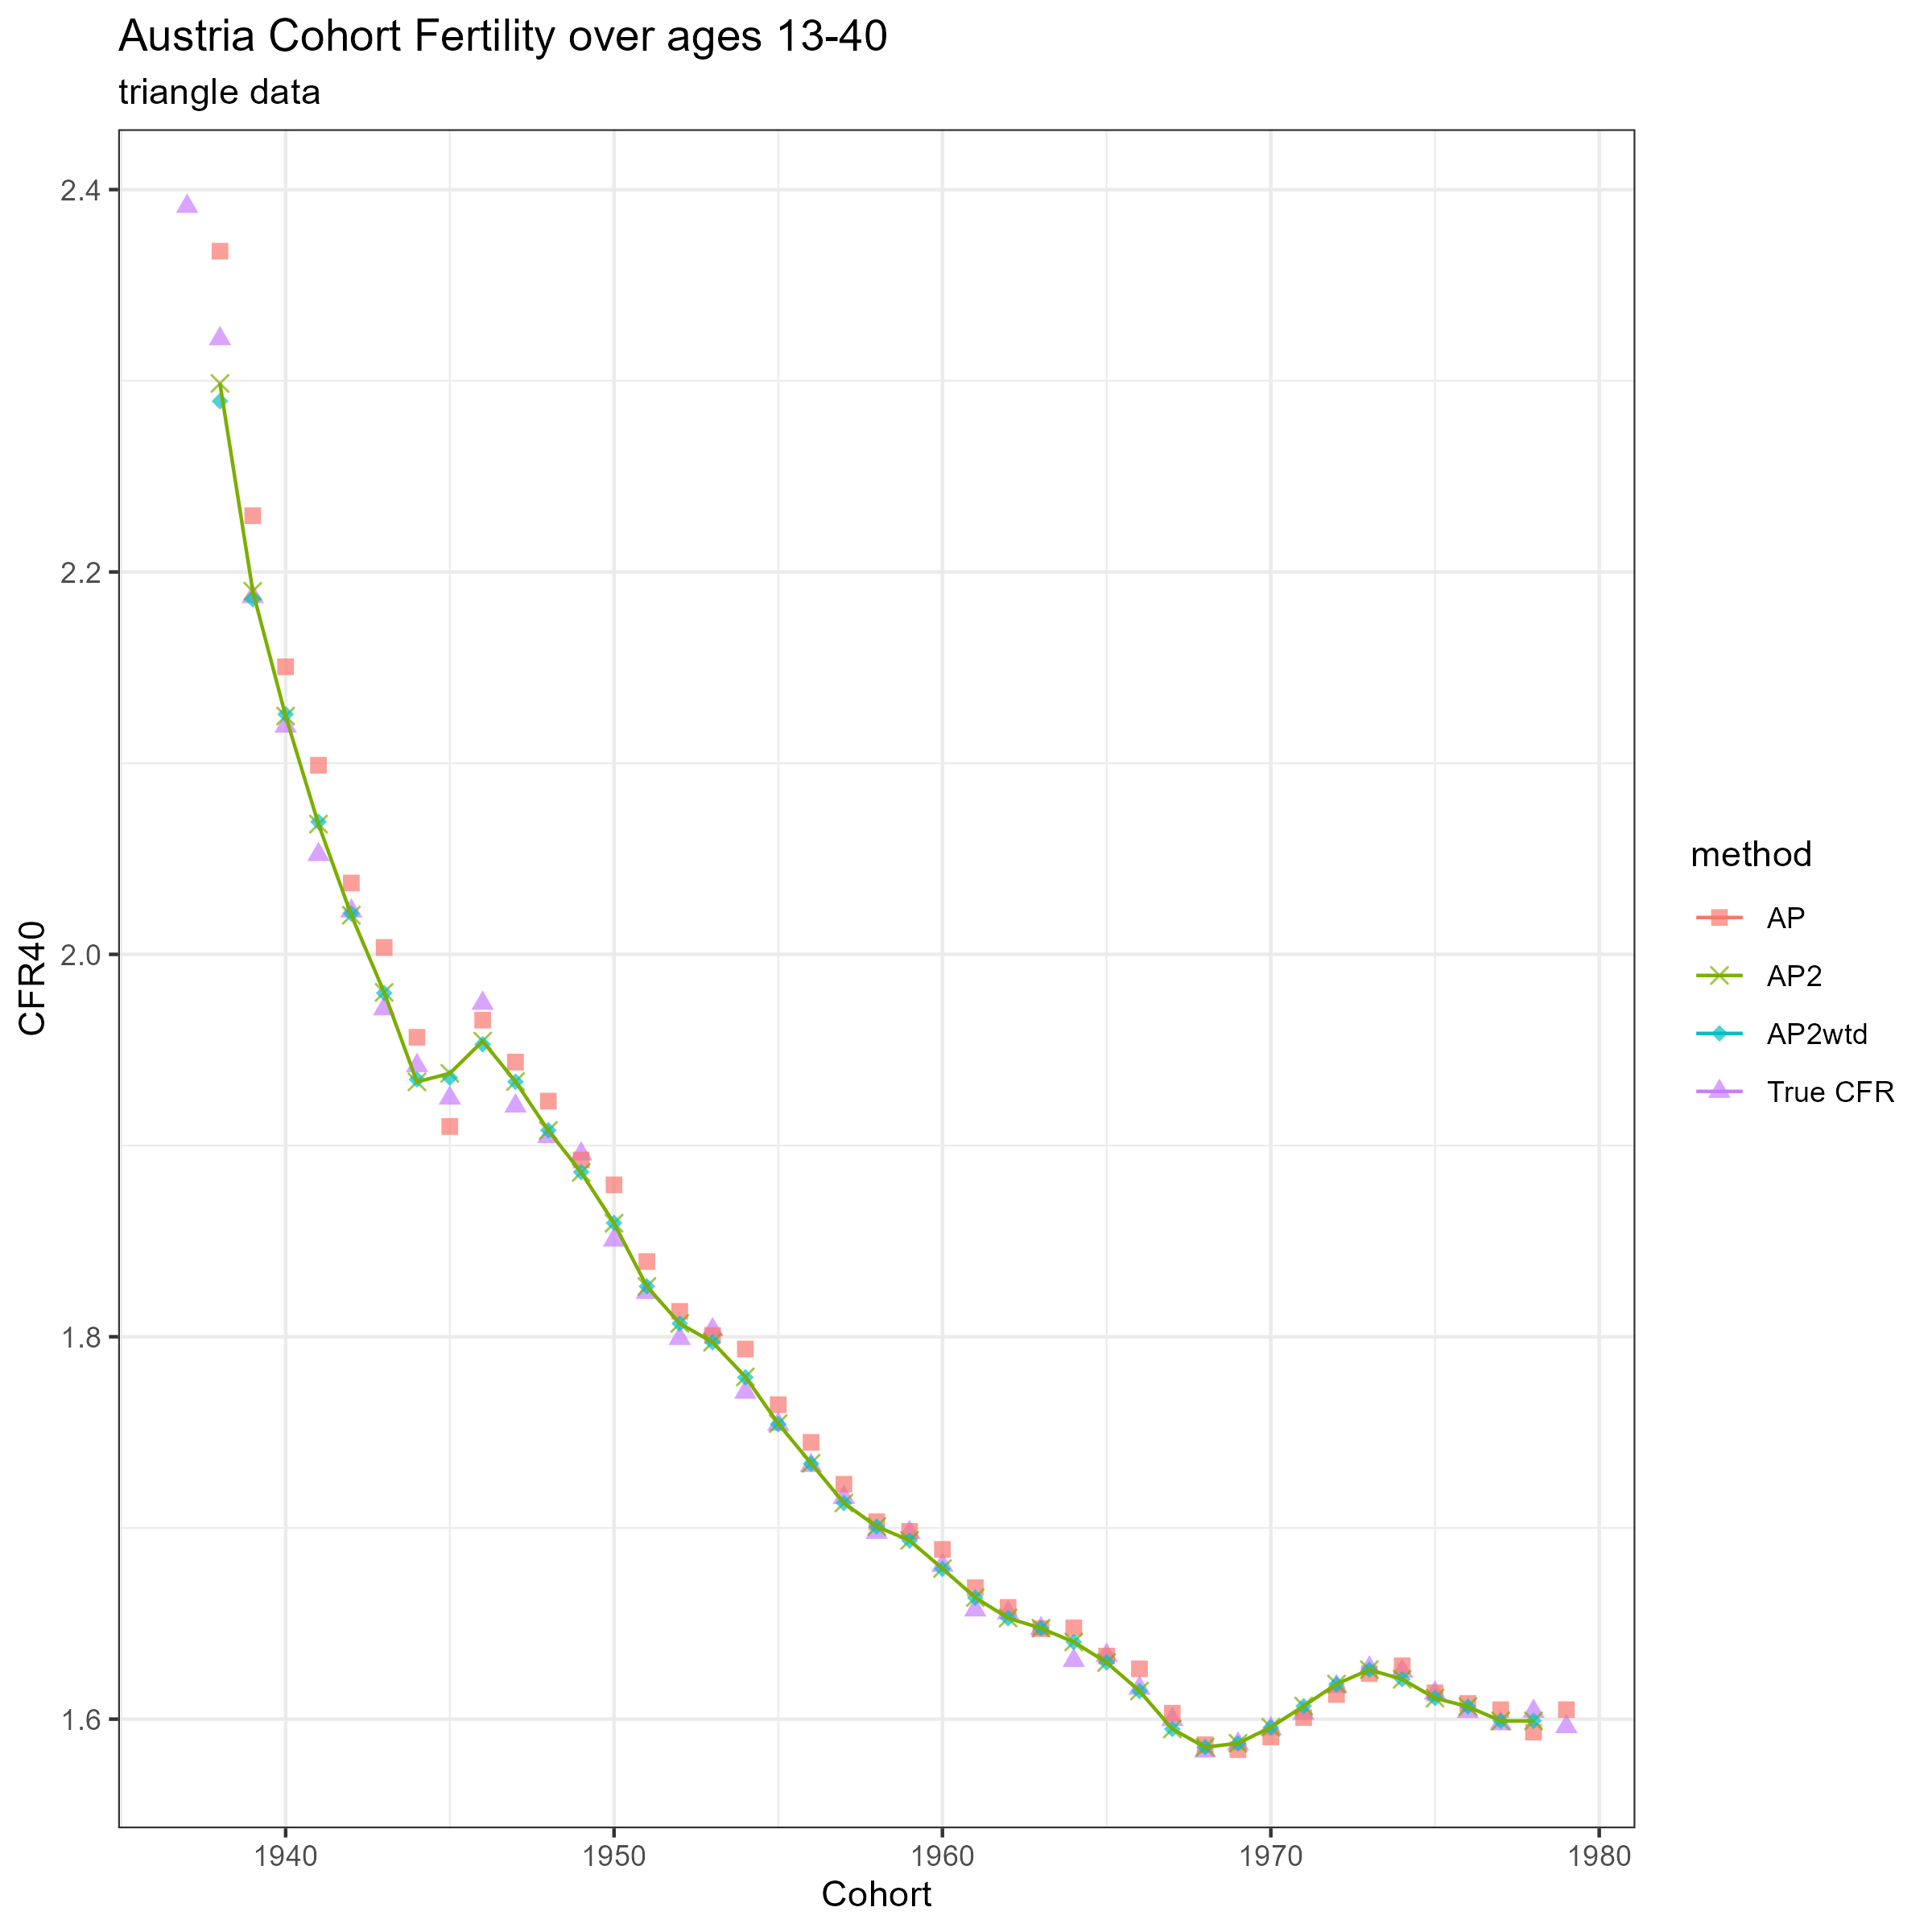 Austria Cohort Fertility over ages 13-40
triangle data
2.4
2.2
2.0
1.8
1.6
CFR40
1940
1950
1960
1970
1980
Cohort
method
AP
AP2
AP2wtd
True CFR